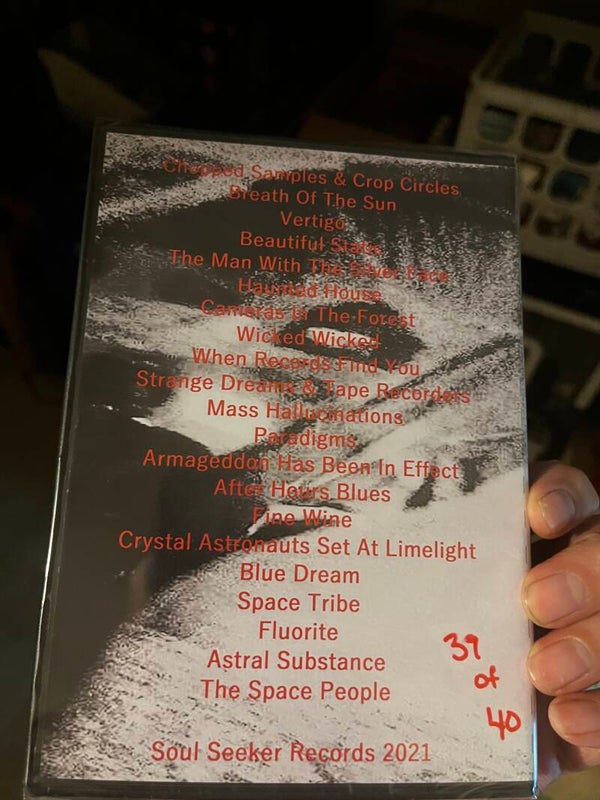 Chopped Samples & Crop Circles
Breath Of The Sun
Vertigo
Beautiful Static
The Man With The Silver Face
Haunted House
Cameras In The Forest
Wicked Wicked
When Records Find You
Strange Dreams & Tape Recorders
Mass Hallucinations
Paradigms
Armageddon Has Been In Effect
After Hours Blues
Fine Wine
Crystal Astronauts Set At Limelight
Blue Dream
Space Tribe
Fluorite
Astral Substance
The Space People
39
of
40
Soul Seeker Records 2021